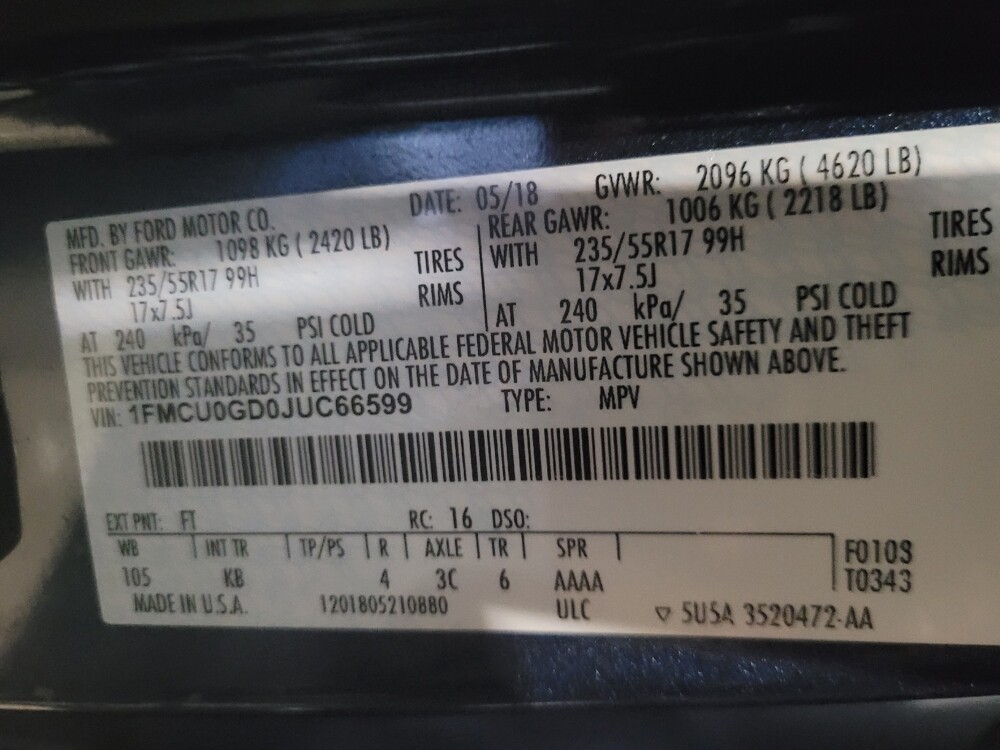 MFD. BY FORD MOTOR CO. DATE: 05/18 GVWR: 2096 KG ( 4620 LB)
FRONT GAWR: 1098 KG ( 2420 LB) REAR GAWR: 1006 KG ( 2218 LB)
WITH 235/55R17 99H TIRES WITH 235/55R17 99H TIRES
17x7.5J RIMS 17x7.5J RIMS
AT 240 kPa/ 35 PSI COLD AT 240 kPa/ 35 PSI COLD
THIS VEHICLE CONFORMS TO ALL APPLICABLE FEDERAL MOTOR VEHICLE SAFETY AND THEFT
PREVENTION STANDARDS IN EFFECT ON THE DATE OF MANUFACTURE SHOWN ABOVE.
VIN: 1FMCU0GD0JUC66599 TYPE: MPV
EXT PNT: FT RC: 16 DSO:
WB INT TR TP/PS R AXLE TR SPR F0109
105 KB 4 3C 6 AAAA T0343
MADE IN U.S.A. 1201805210880 ULC ▽ 5U5A 3520472-AA